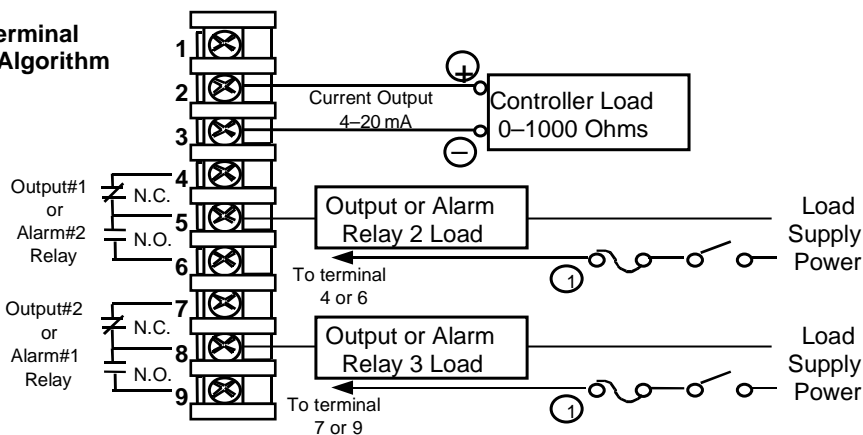 erminal
Algorithm
1
2
3
4
5
6
7
8
9
+
Current Output
4–20 mA
−
Controller Load
0–1000 Ohms
Output#1
or
Alarm#2
Relay
N.C.
N.O.
Output or Alarm
Relay 2 Load
To terminal
4 or 6
1
Load
Supply
Power
Output#2
or
Alarm#1
Relay
N.C.
N.O.
Output or Alarm
Relay 3 Load
To terminal
7 or 9
1
Load
Supply
Power